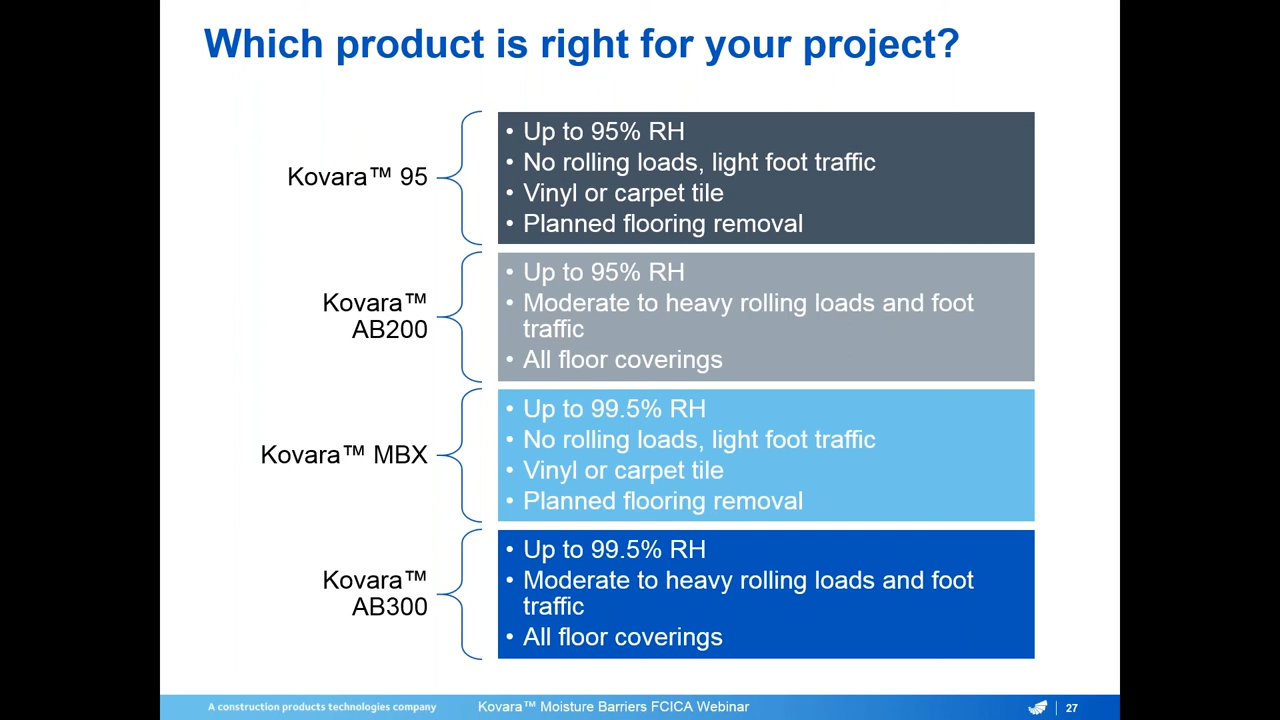 Which product is right for your project?
Kovara™ 95
• Up to 95% RH
• No rolling loads, light foot traffic
• Vinyl or carpet tile
• Planned flooring removal
Kovara™
AB200
• Up to 95% RH
• Moderate to heavy rolling loads and foot
traffic
• All floor coverings
Kovara™ MBX
• Up to 99.5% RH
• No rolling loads, light foot traffic
• Vinyl or carpet tile
• Planned flooring removal
Kovara™
AB300
• Up to 99.5% RH
• Moderate to heavy rolling loads and foot
traffic
• All floor coverings
A construction products technologies company
Kovara™ Moisture Barriers FCICA Webinar
27